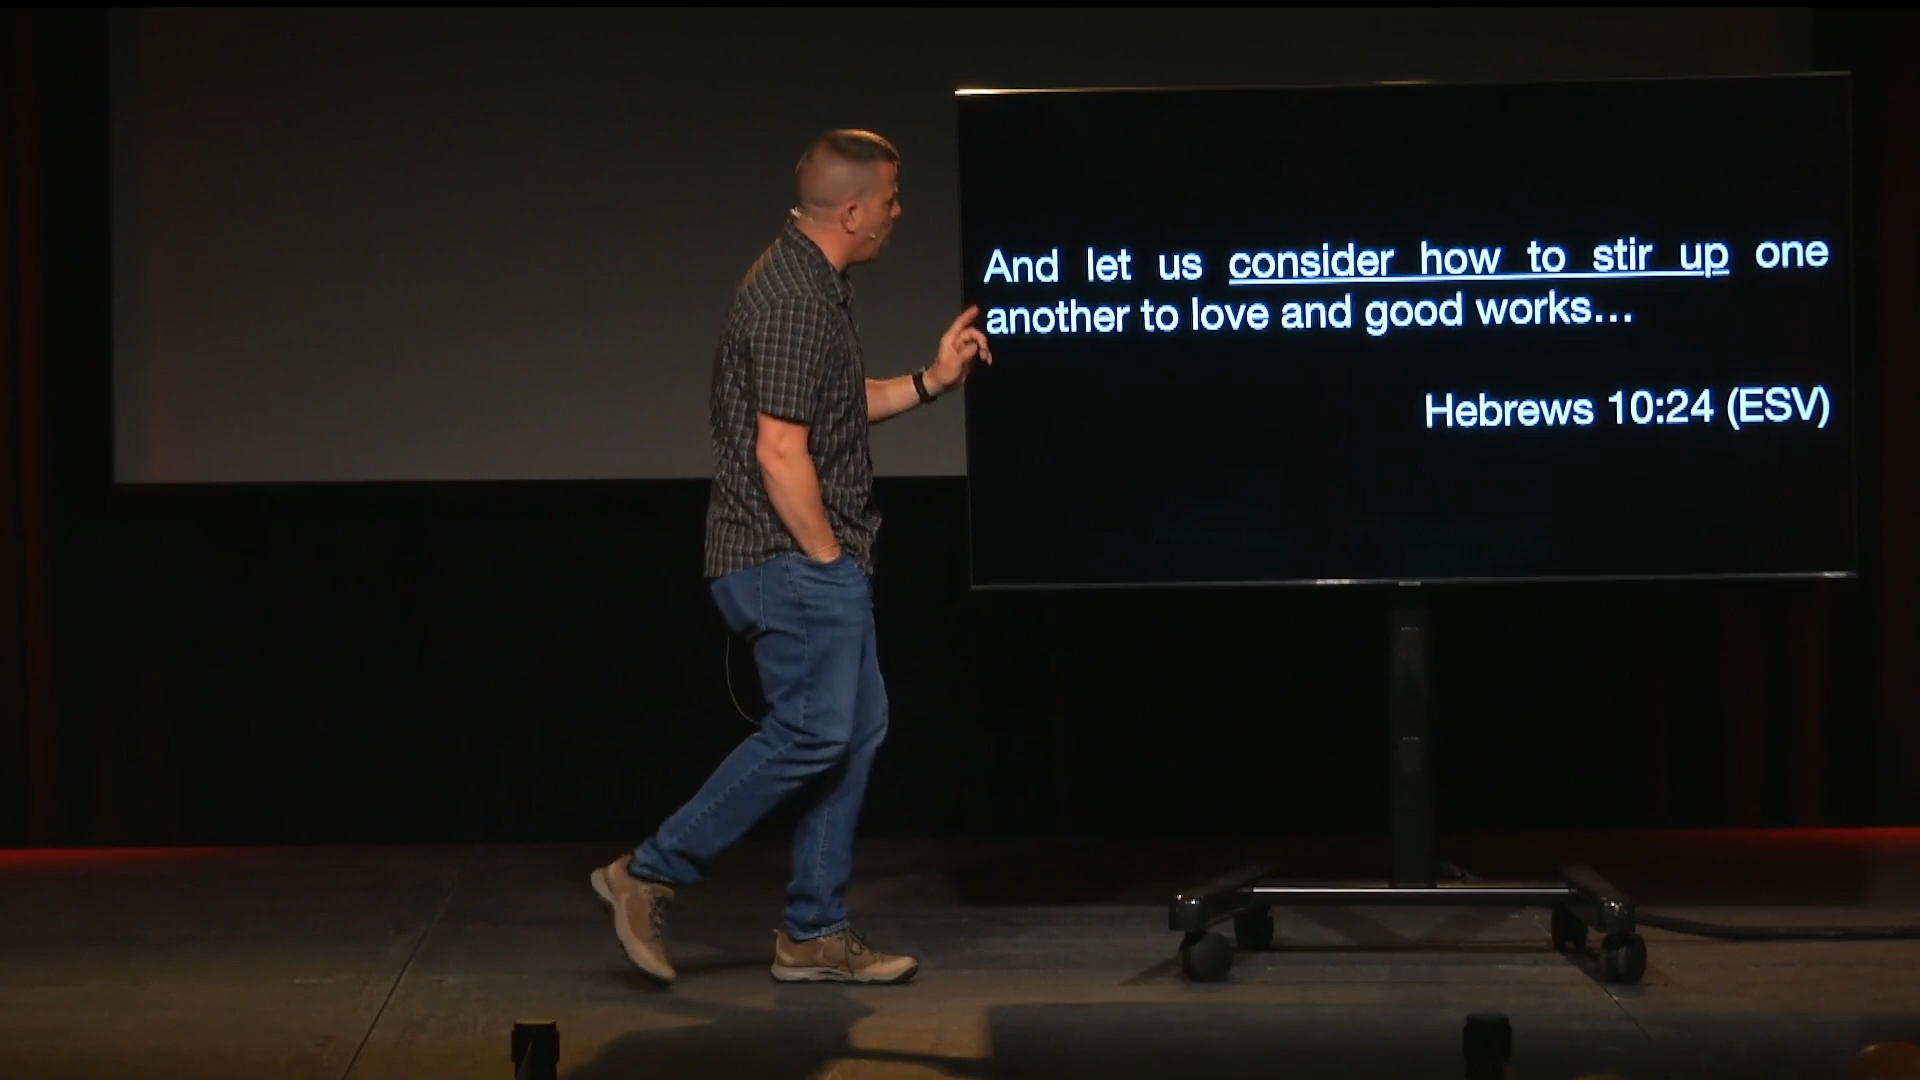 And let us consider how to stir up one
another to love and good works...
Hebrews 10:24 (ESV)